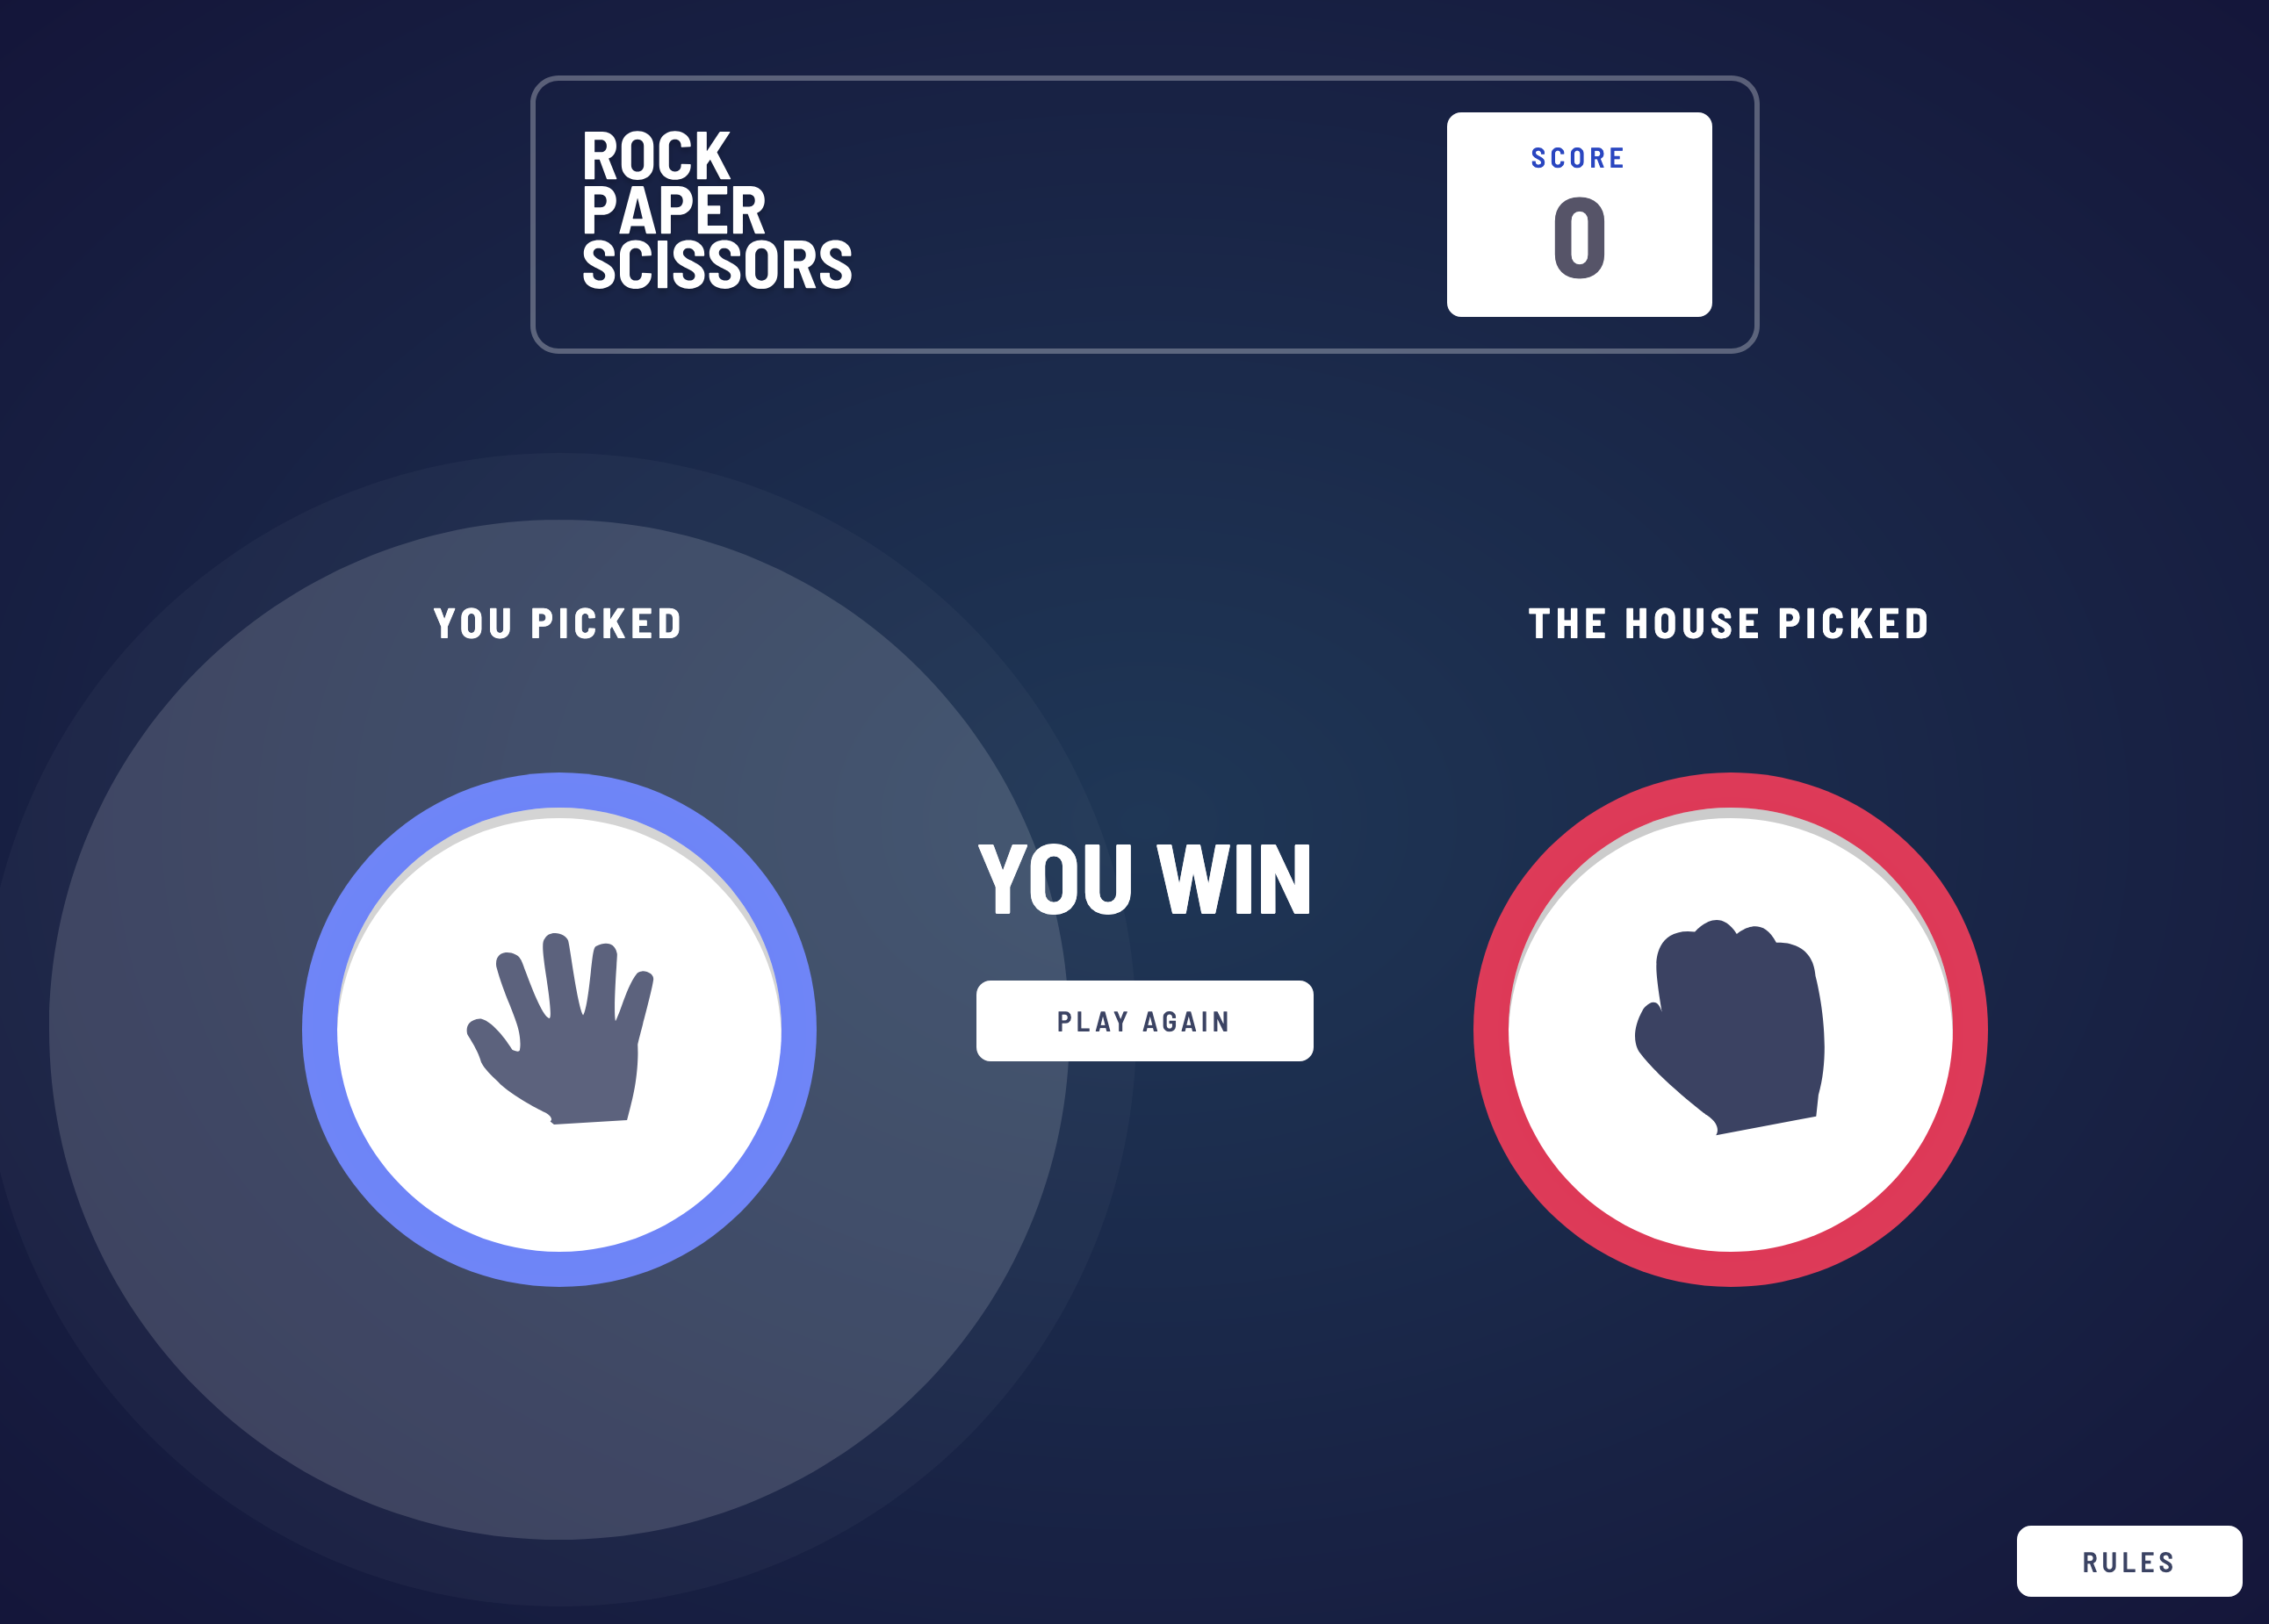 ROCK
PAPER
SCISSORS
SCORE
0
YOU PICKED
THE HOUSE PICKED
YOU WIN
PLAY AGAIN
RULES